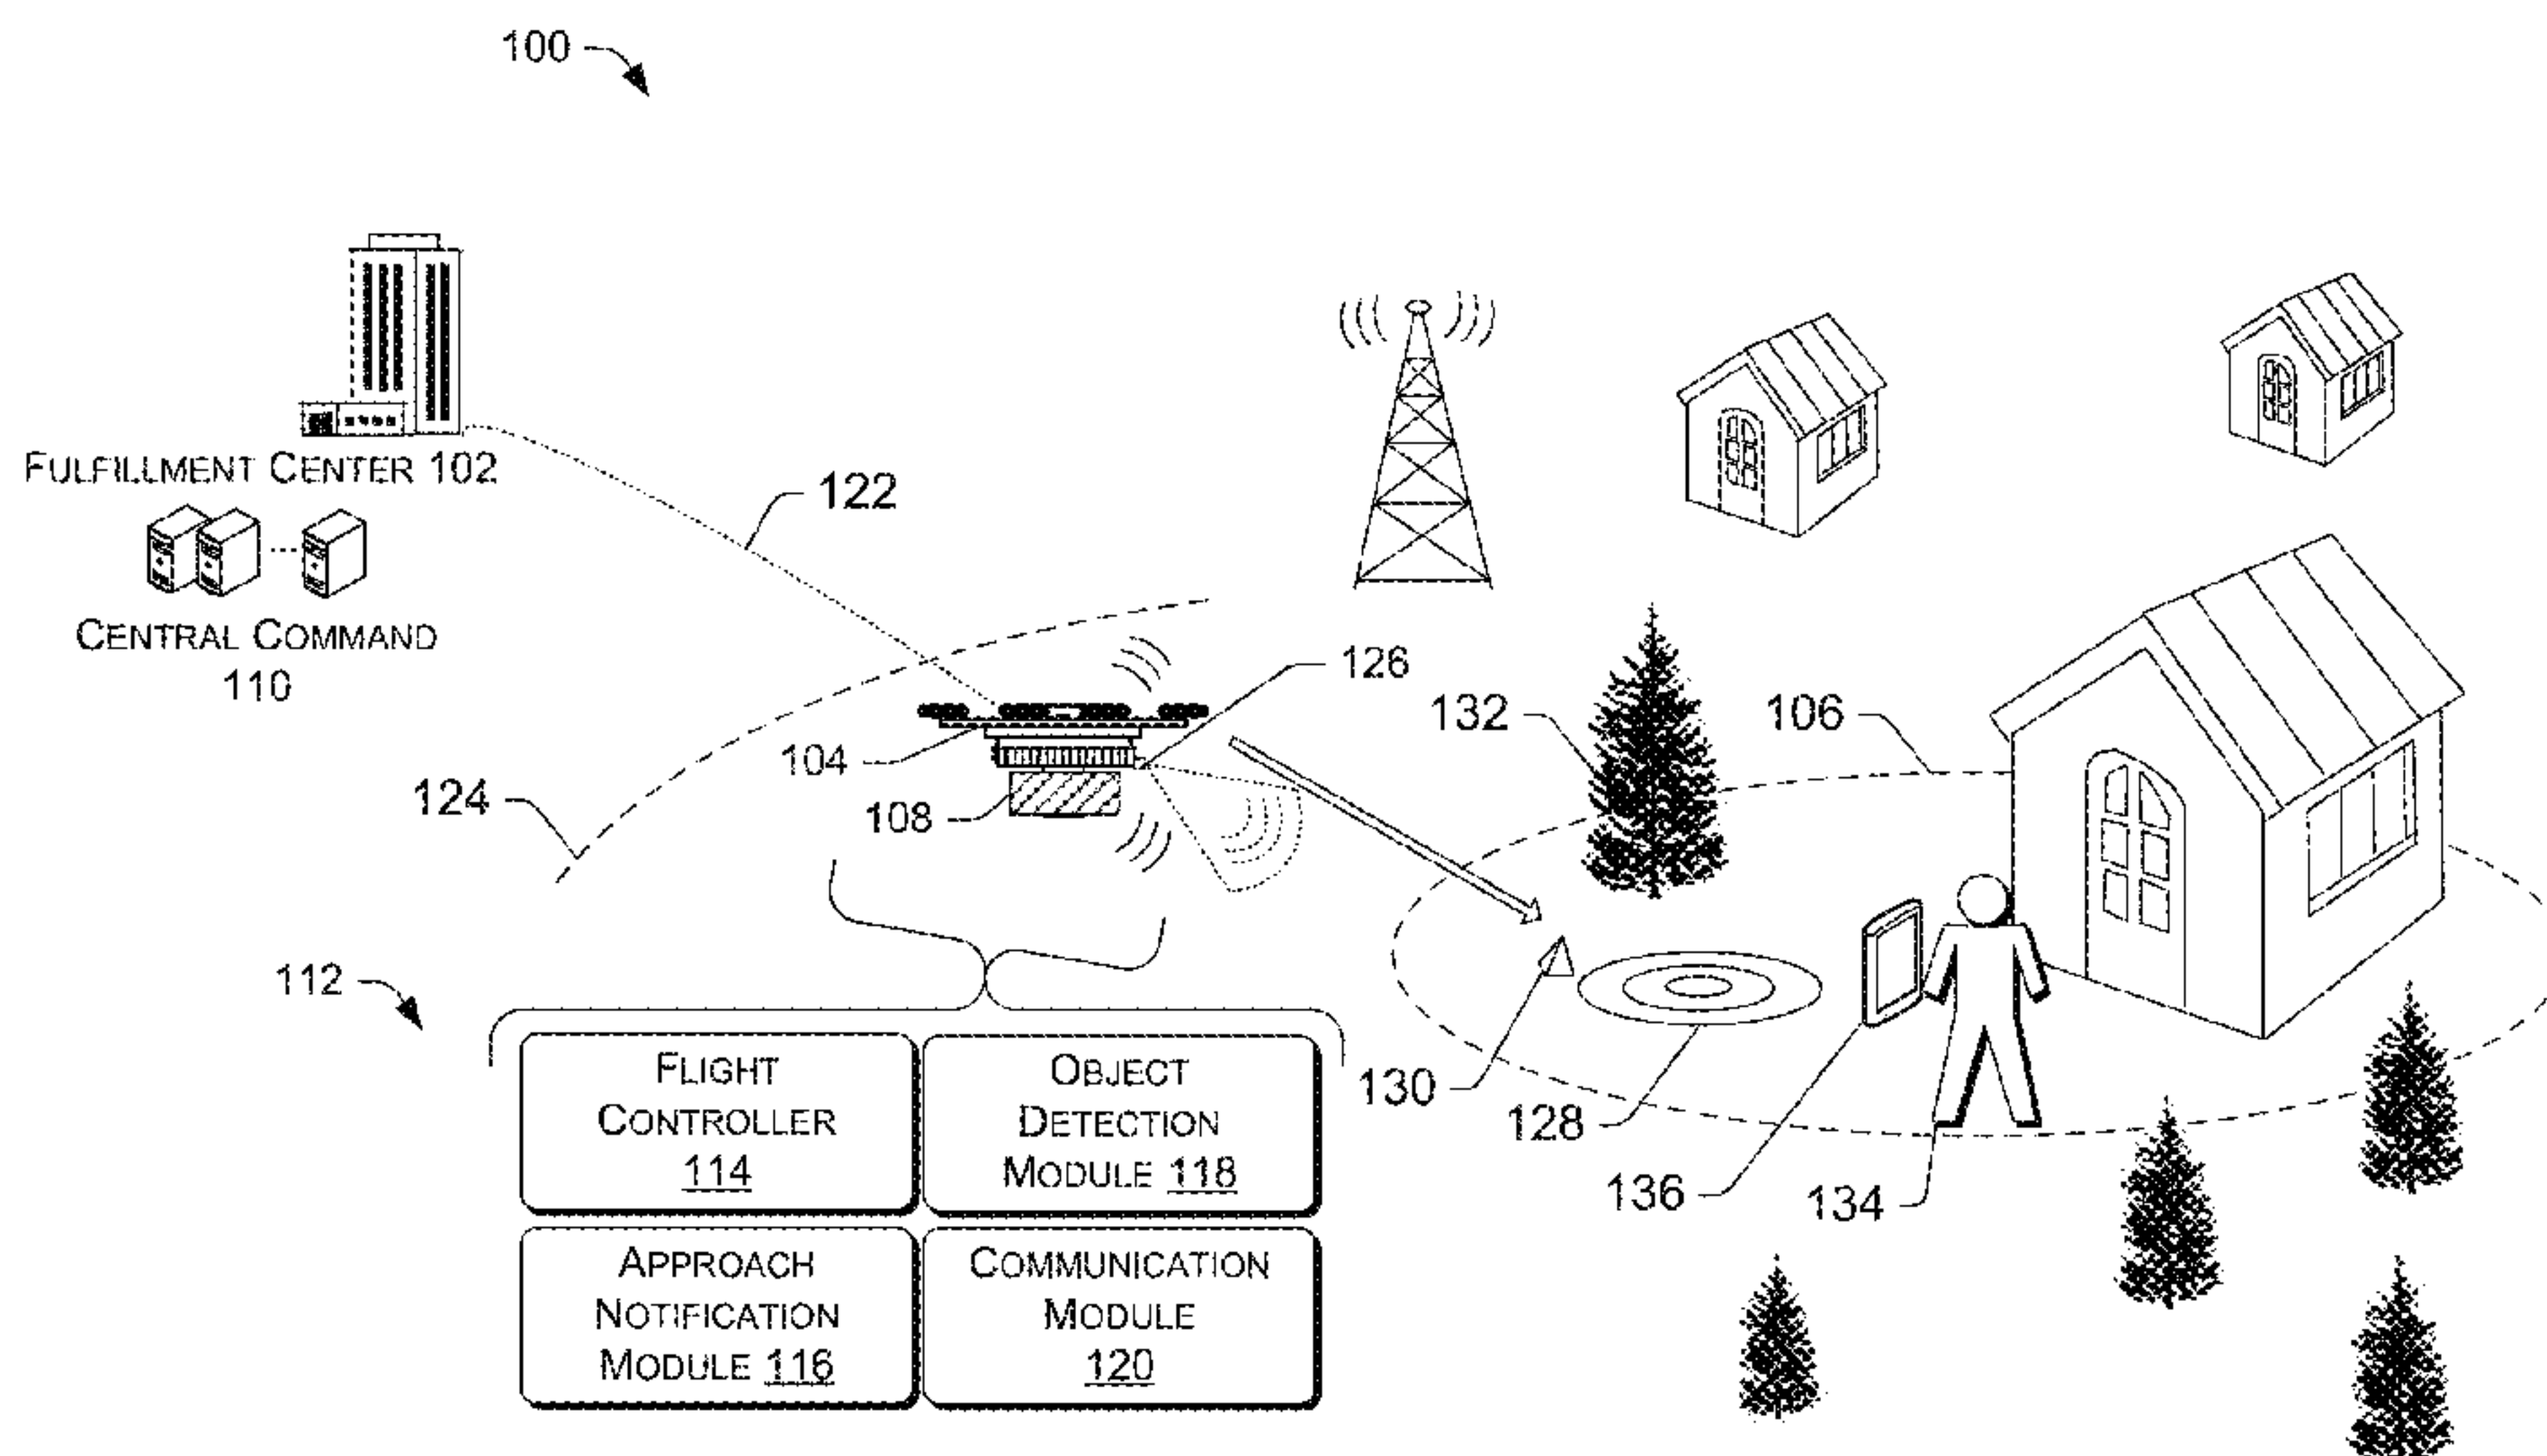 100
FULFILLMENT CENTER 102
CENTRAL COMMAND
110
122
124
126
104
108
132
106
112
130
128
136
134
FLIGHT
CONTROLLER
114
OBJECT
DETECTION
MODULE 118
APPROACH
NOTIFICATION
MODULE 116
COMMUNICATION
MODULE
120